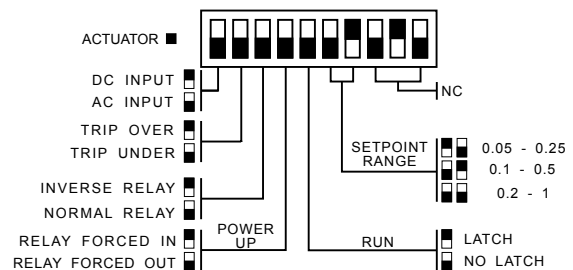 ACTUATOR
DC INPUT
AC INPUT
NC
TRIP OVER
TRIP UNDER
SETPOINT
RANGE
0.05 - 0.25
0.1 - 0.5
0.2 - 1
INVERSE RELAY
NORMAL RELAY
POWER
UP
RELAY FORCED IN
RELAY FORCED OUT
RUN
LATCH
NO LATCH